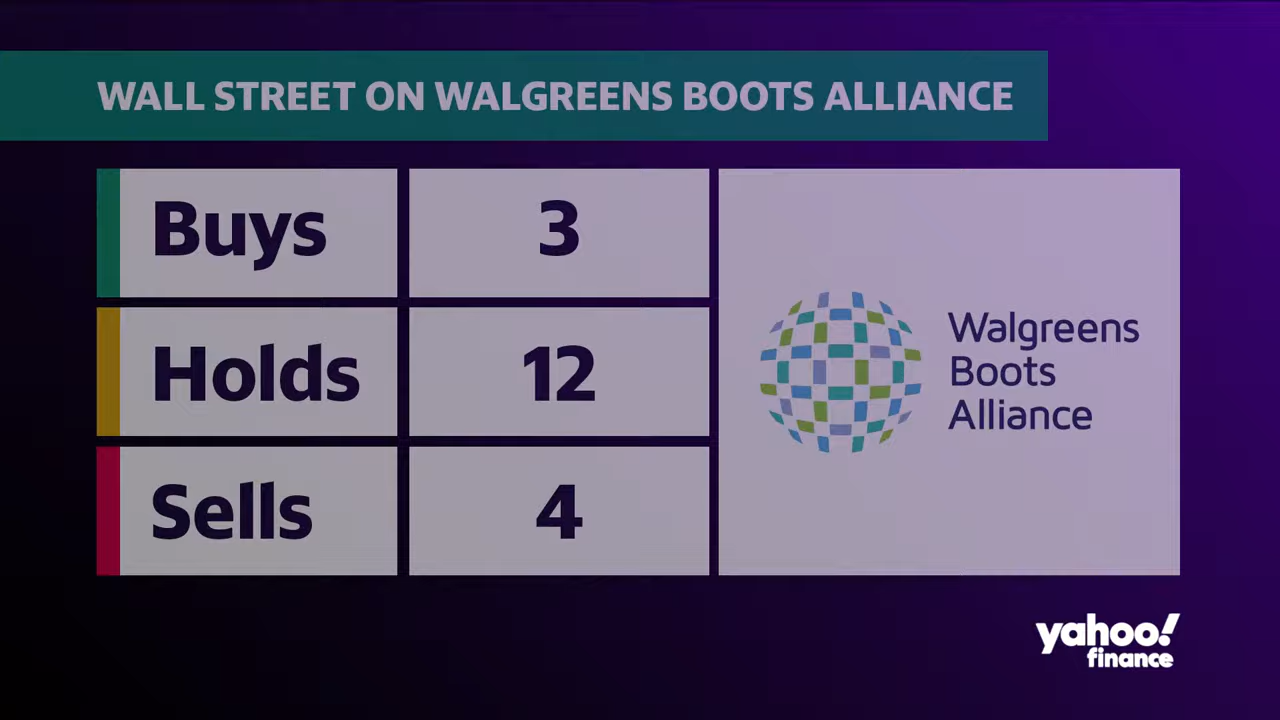 WALL STREET ON WALGREENS BOOTS ALLIANCE
Buys 3
Holds 12
Sells 4
Walgreens
Boots
Alliance
yahoo!
finance